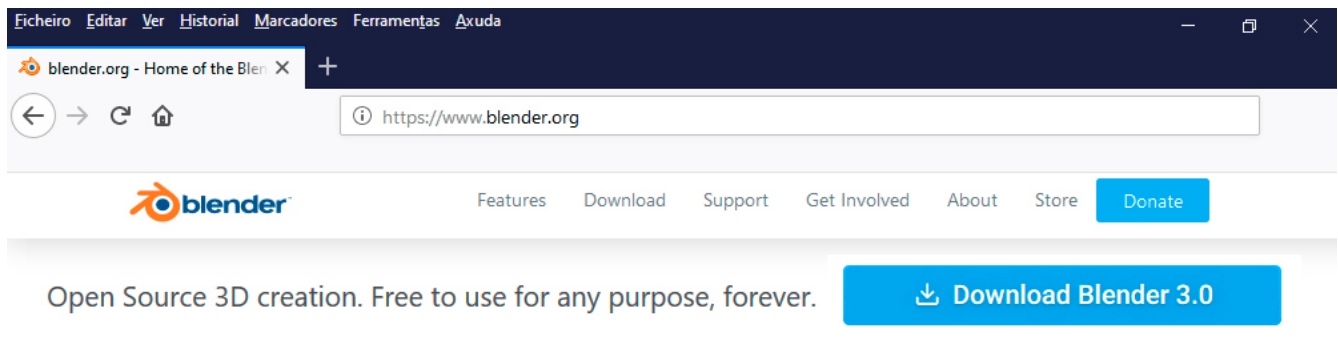 Ficheiro Editar Ver Historial Marcadores Ferramentas Axuda
blender.org - Home of the Blen
https://www.blender.org
blender Features Download Support Get Involved About Store Donate
Open Source 3D creation. Free to use for any purpose, forever. Download Blender 3.0